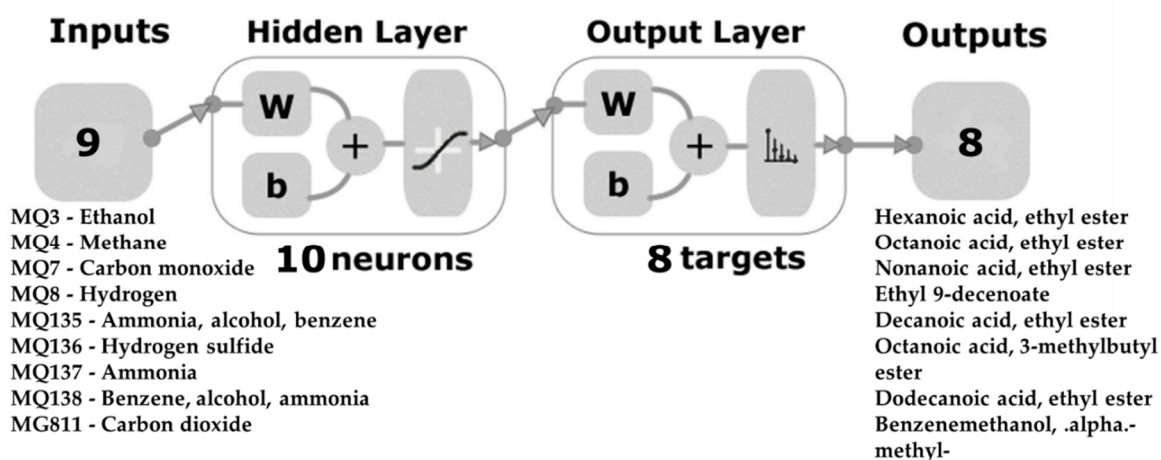 Inputs
Hidden Layer
Output Layer
Outputs
9
W
+
b
W
+
b
8
10 neurons
8 targets
MQ3 - Ethanol
MQ4 - Methane
MQ7 - Carbon monoxide
MQ8 - Hydrogen
MQ135 - Ammonia, alcohol, benzene
MQ136 - Hydrogen sulfide
MQ137 - Ammonia
MQ138 - Benzene, alcohol, ammonia
MG811 - Carbon dioxide
Hexanoic acid, ethyl ester
Octanoic acid, ethyl ester
Nonanoic acid, ethyl ester
Ethyl 9-decenoate
Decanoic acid, ethyl ester
Octanoic acid, 3-methylbutyl
ester
Dodecanoic acid, ethyl ester
Benzenemethanol, .alpha.-
methyl-